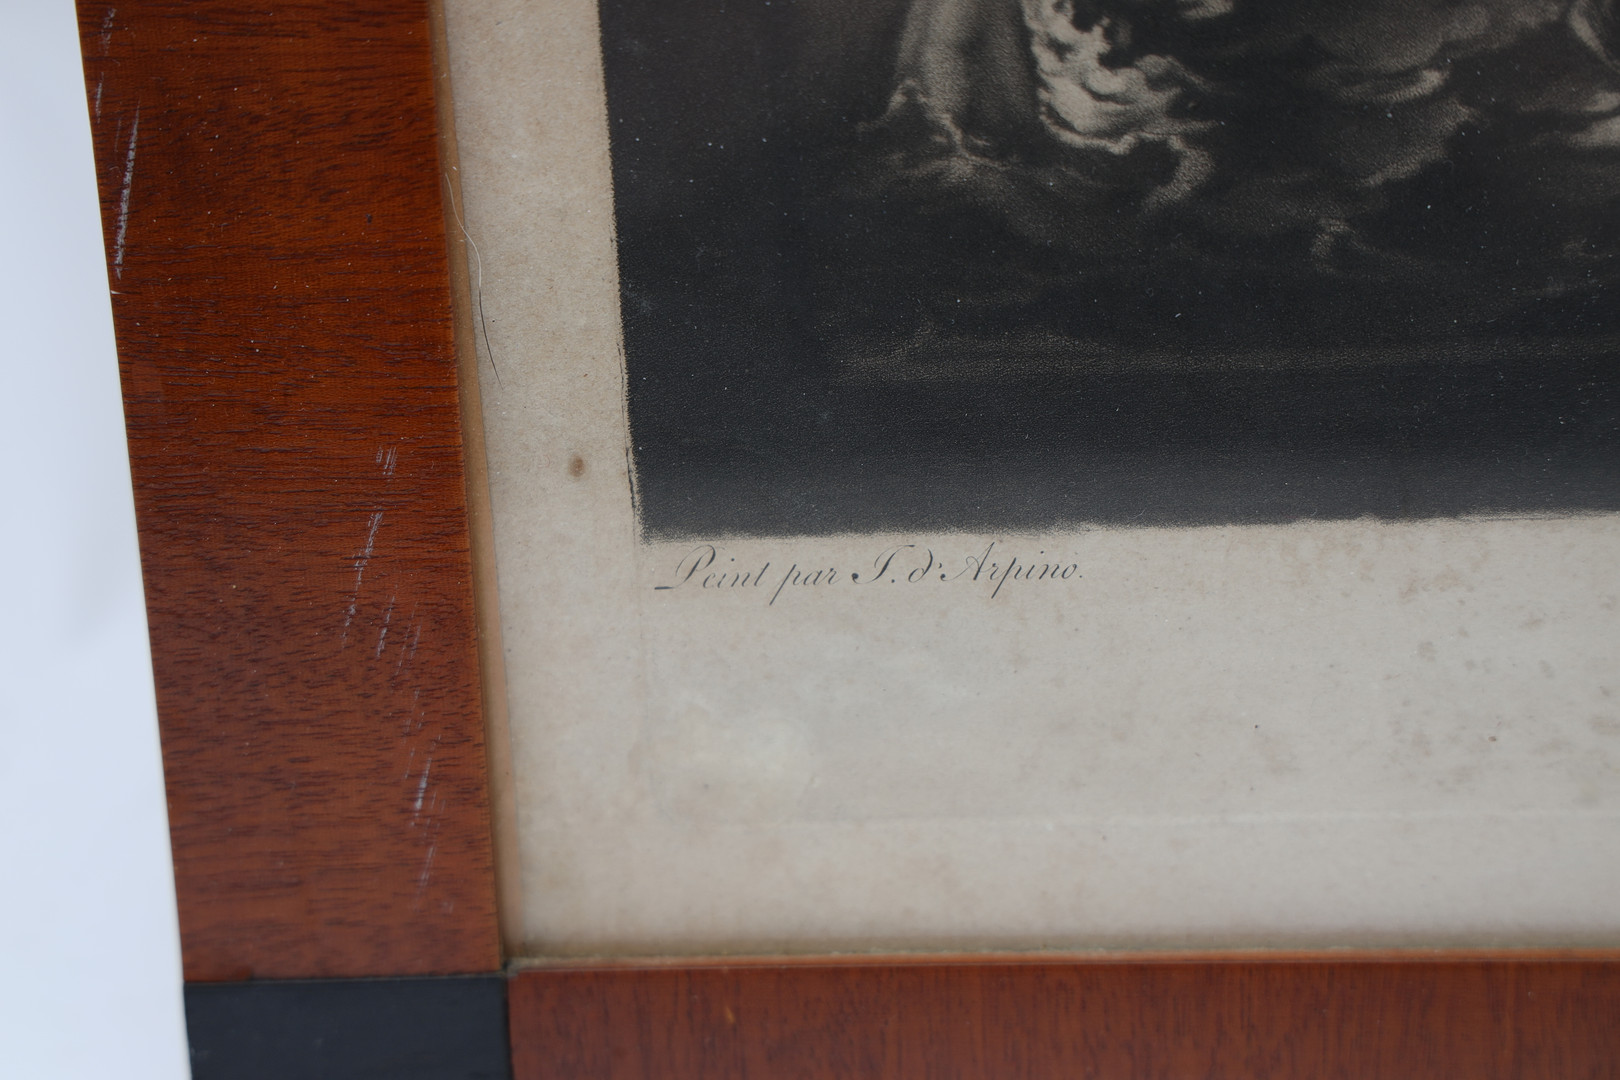 Peint par J. d'Arpino.